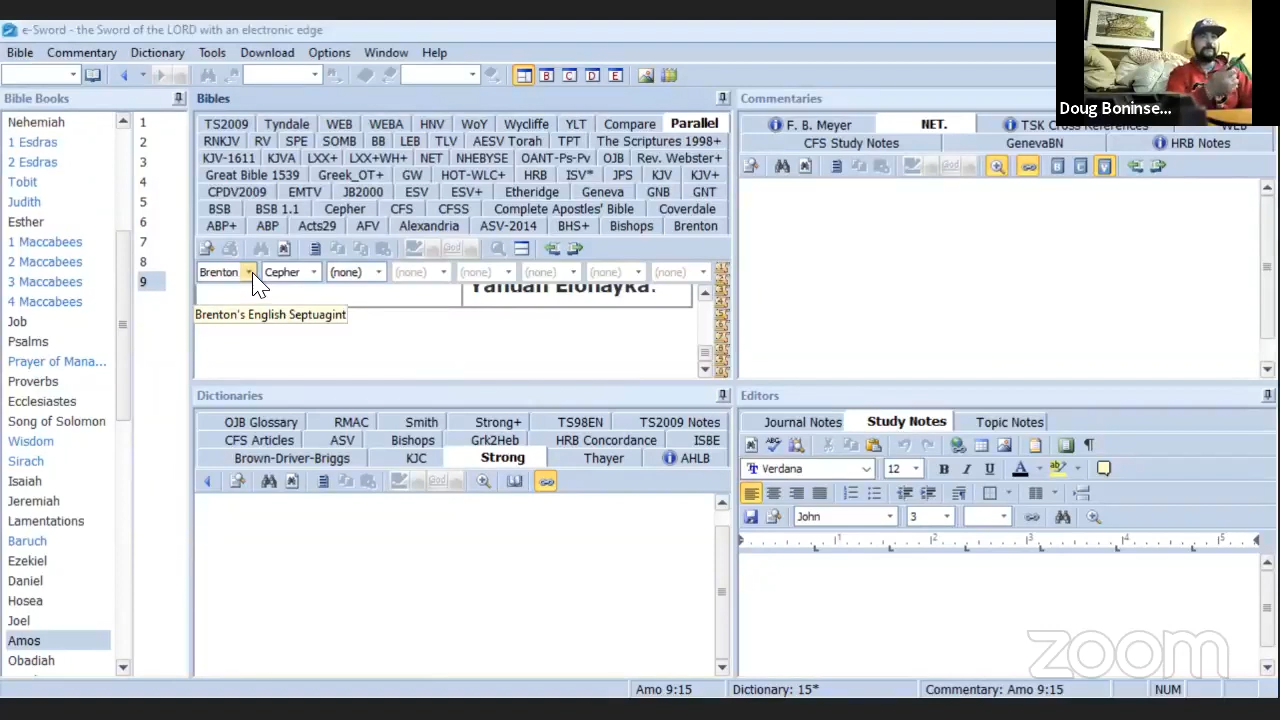 e-Sword - the Sword of the LORD with an electronic edge
Bible Commentary Dictionary Tools Download Options Window Help
B C D E
Doug Boninse...
Bible Books
Nehemiah
1 Esdras
2 Esdras
Tobit
Judith
Esther
1 Maccabees
2 Maccabees
3 Maccabees
4 Maccabees
Job
Psalms
Prayer of Mana...
Proverbs
Ecclesiastes
Song of Solomon
Wisdom
Sirach
Isaiah
Jeremiah
Lamentations
Baruch
Ezekiel
Daniel
Hosea
Joel
Amos
Obadiah
1
2
3
4
5
6
7
8
9
Bibles
TS2009 Tyndale WEB WEBA HNV WoY Wycliffe YLT Compare Parallel
RNKJV RV SPE SOMB BB LEB TLV AESV Torah TPT The Scriptures 1998+
KJV-1611 KJVA LXX+ LXX+WH+ NET NHEBYSE OANT-Ps-Pv OJB Rev. Webster+
Great Bible 1539 Greek_OT+ GW HOT-WLC+ HRB ISV* JPS KJV KJV+
CPDV2009 EMTV JB2000 ESV ESV+ Etheridge Geneva GNB GNT
BSB BSB 1.1 Cepher CFS CFSS Complete Apostles' Bible Coverdale
ABP+ ABP Acts29 AFV Alexandria ASV-2014 BHS+ Bishops Brenton
God
Brenton Cepher (none) (none) (none) (none) (none) (none)
Yahuah Elohayka.
Brenton's English Septuagint
Commentaries
F. B. Meyer NET. TSK Cross References WEB
CFS Study Notes GenevaBN HRB Notes
God
Dictionaries
OJB Glossary RMAC Smith Strong+ TS98EN TS2009 Notes
CFS Articles ASV Bishops Grk2Heb HRB Concordance ISBE
Brown-Driver-Briggs KJC Strong Thayer AHLB
God
Editors
Journal Notes Study Notes Topic Notes
Verdana 12 B I U A
John 3
1 2 3 4 5
zoom
Amo 9:15 Dictionary: 15* Commentary: Amo 9:15 NUM